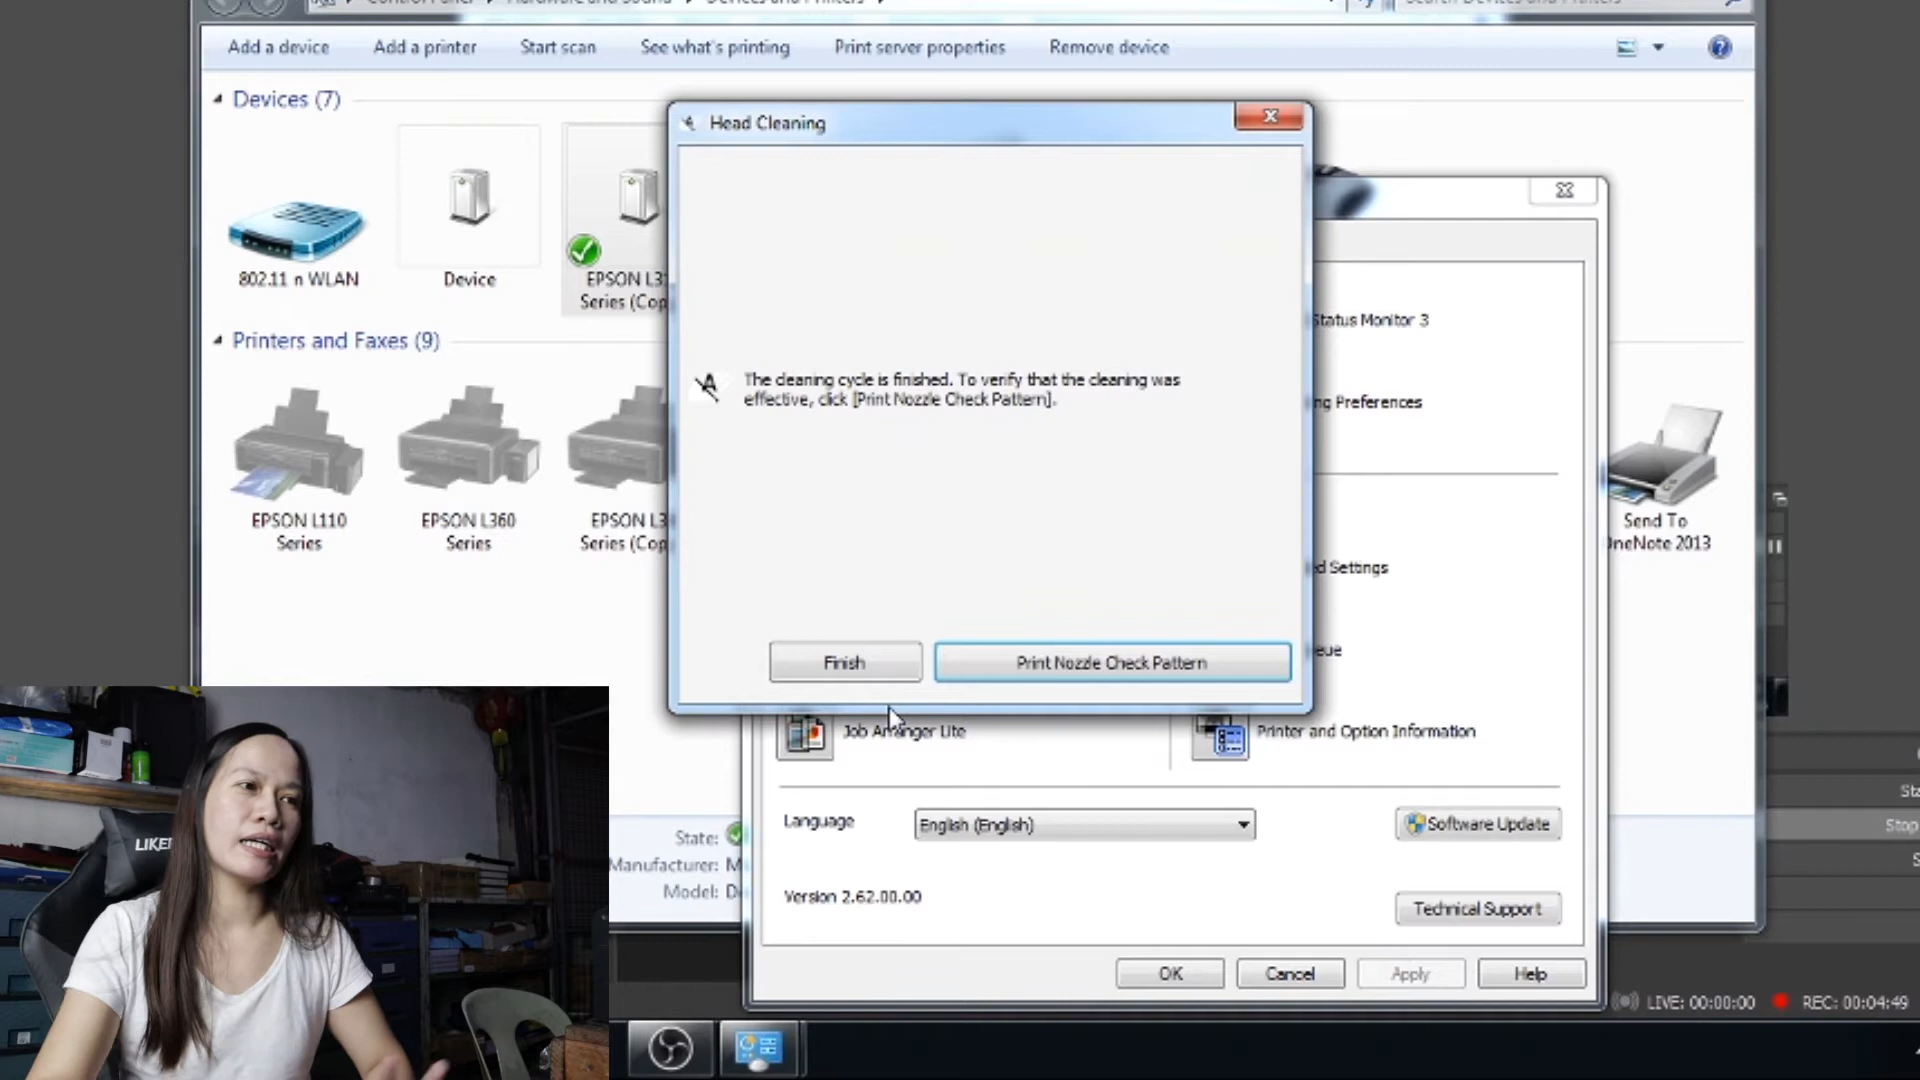 Add a device
Add a printer
Start scan
See what's printing
Print server properties
Remove device
Devices (7)
802.11 n WLAN
Device
EPSON L3
Series (Cop
Printers and Faxes (9)
EPSON L110
Series
EPSON L360
Series
EPSON L3
Series (Cop
Send To
OneNote 2013
Head Cleaning
The cleaning cycle is finished. To verify that the cleaning was
effective, click [Print Nozzle Check Pattern].
Finish
Print Nozzle Check Pattern
Status Monitor 3
ng Preferences
d Settings
eue
Job Arranger Lite
Printer and Option Information
Language
English (English)
Software Update
Version 2.62.00.00
Technical Support
OK
Cancel
Apply
Help
State:
Manufacturer: M
Model: D
Sta
Stop
S
LIVE: 00:00:00
REC: 00:04:49
LIKE